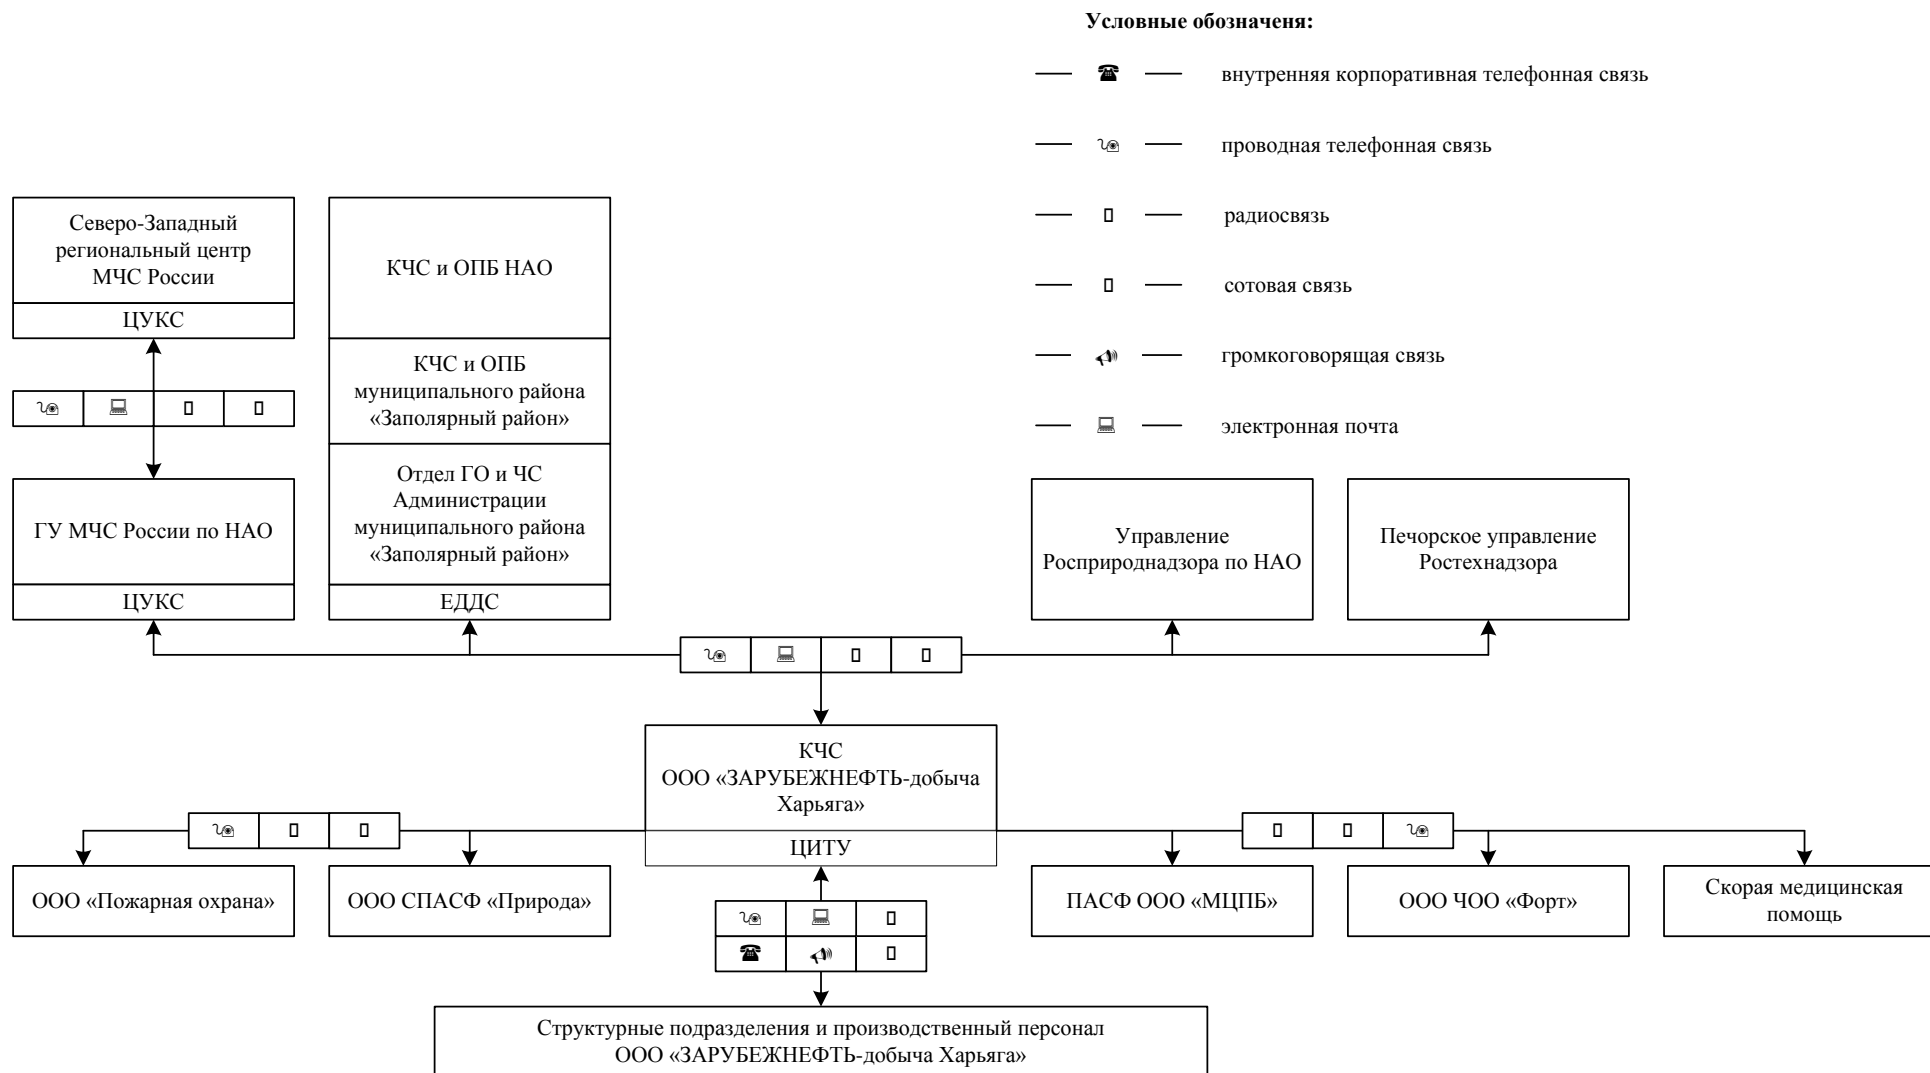 Условные обозначеня:
внутренняя корпоративная телефонная связь
проводная телефонная связь
радиосвязь
сотовая связь
громкоговорящая связь
электронная почта
Северо-Западный
региональный центр
МЧС России
ЦУКС
КЧС и ОПБ НАО
КЧС и ОПБ
муниципального района
«Заполярный район»
Отдел ГО и ЧС
Администрации
муниципального района
«Заполярный район»
ЕДДС
ГУ МЧС России по НАО
ЦУКС
Управление
Росприроднадзора по НАО
Печорское управление
Ростехнадзора
КЧС
ООО «ЗАРУБЕЖНЕФТЬ-добыча
Харьяга»
ЦИТУ
ООО «Пожарная охрана»
ООО СПАСФ «Природа»
ПАСФ ООО «МЦПБ»
ООО ЧОО «Форт»
Скорая медицинская
помощь
Структурные подразделения и производственный персонал
ООО «ЗАРУБЕЖНЕФТЬ-добыча Харьяга»